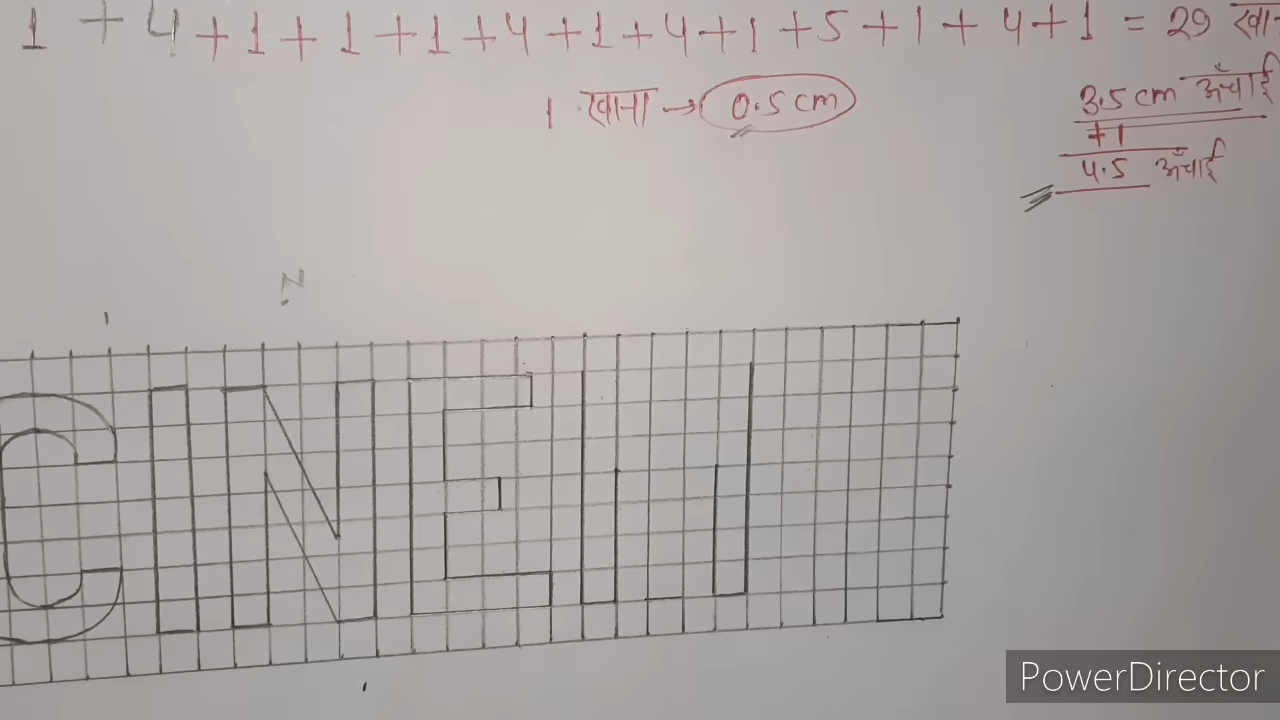 1 + 4 + 1 + 1 + 1 + 4 + 1 + 4 + 1 + 5 + 1 + 4 + 1 = 29
1 खाना → 0.5 cm
3.5 cm ऊँचाई
+1
4.5 ऊँचाई
N
CINE
PowerDirector